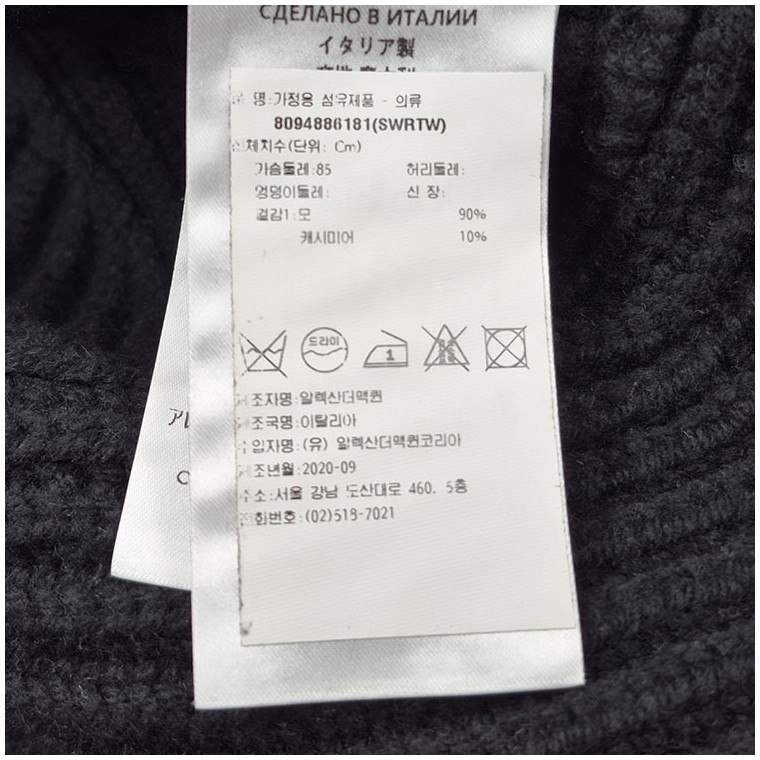 СДЕЛАНО В ИТАЛИИ
イタリア製
명:가정용 섬유제품 - 의류
8094886181(SWRTW)
신체치수(단위: Cm)
가슴둘레:85 허리둘레:
엉덩이둘레: 신 장:
겉감1:모 90%
캐시미어 10%
드라이
1
제조자명:알렉산더맥퀸
제조국명:이탈리아
수입자명:(유) 알렉산더맥퀸코리아
제조년월:2020-09
주소:서울 강남 도산대로 460. 5층
전화번호:(02)518-7021